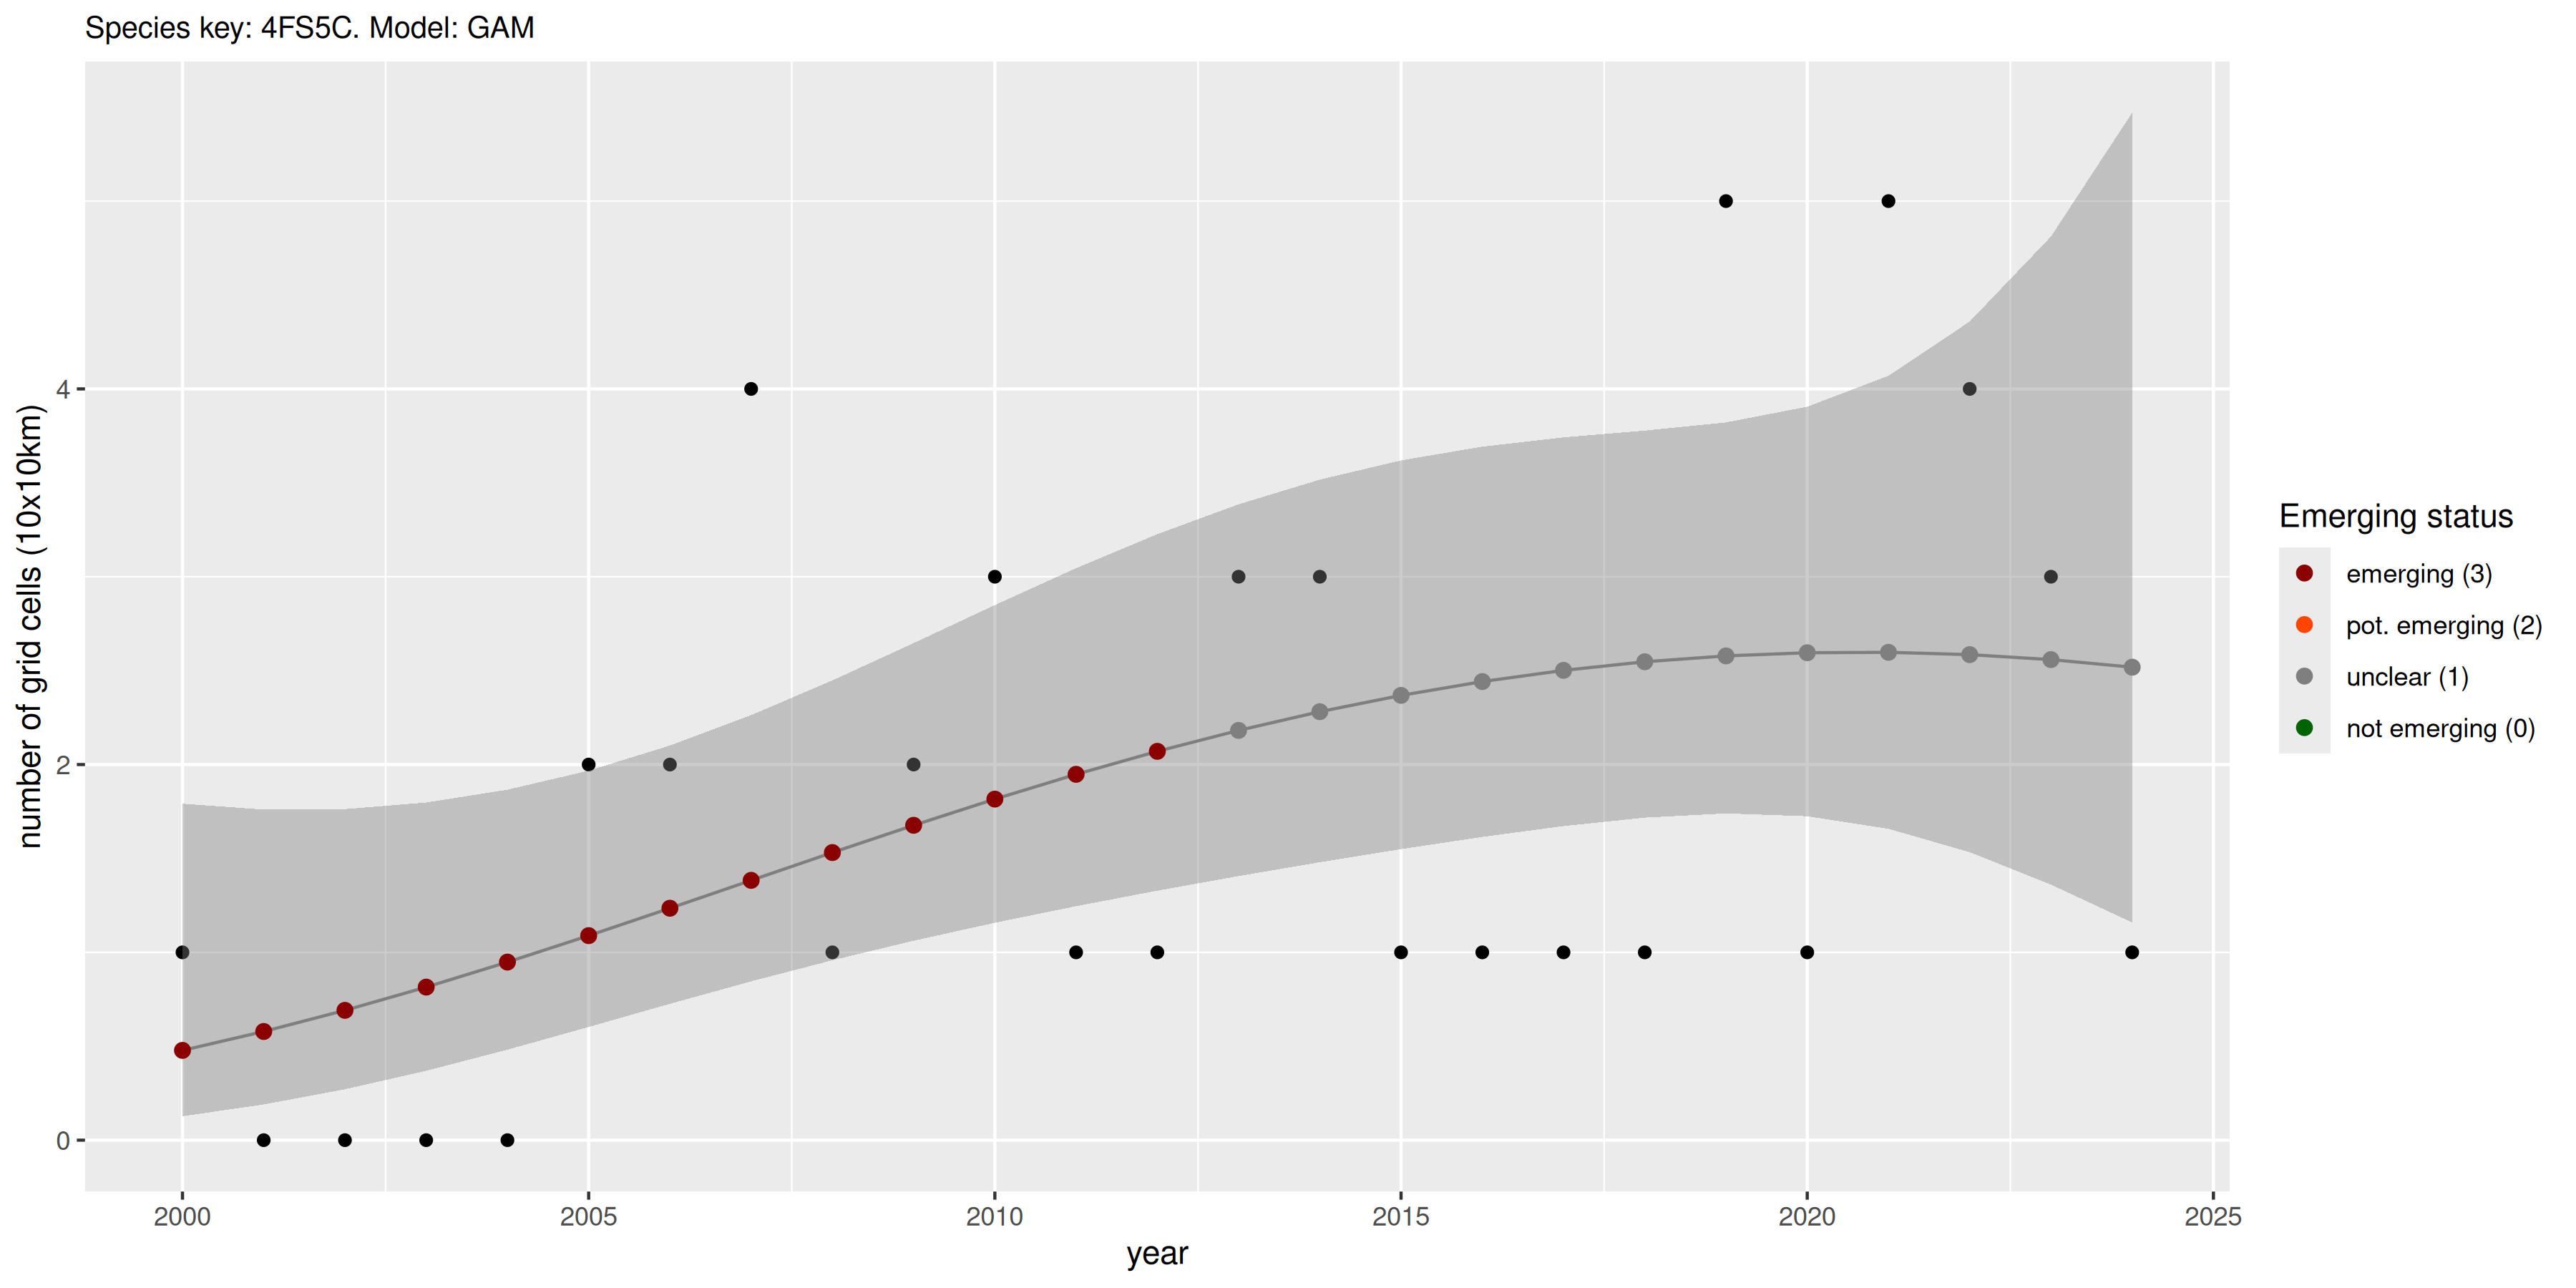 Species key: 4FS5C. Model: GAM
number of grid cells (10x10km)
4
2
0
2000 2005 2010 2015 2020 2025
year
Emerging status
emerging (3)
pot. emerging (2)
unclear (1)
not emerging (0)